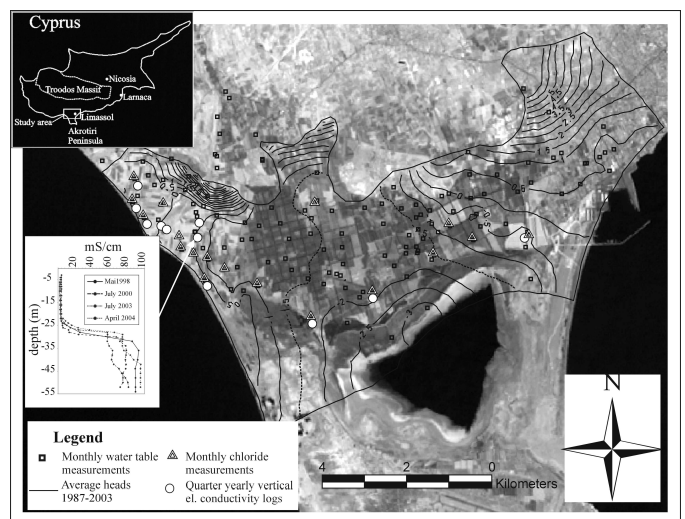 Cyprus
Nicosia
Troodos Massif
Larnaca
Limassol
Study area
Akrotiri
Peninsula
mS/cm
20
40
60
80
100
depth (m)
-5
-15
-25
-35
-45
-55
Mai1998
July 2000
July 2003
April 2004
Legend
Monthly water table
measurements
Monthly chloride
measurements
Average heads
1987-2003
Quarter yearly vertical
el. conductivity logs
4
2
0
Kilometers
N